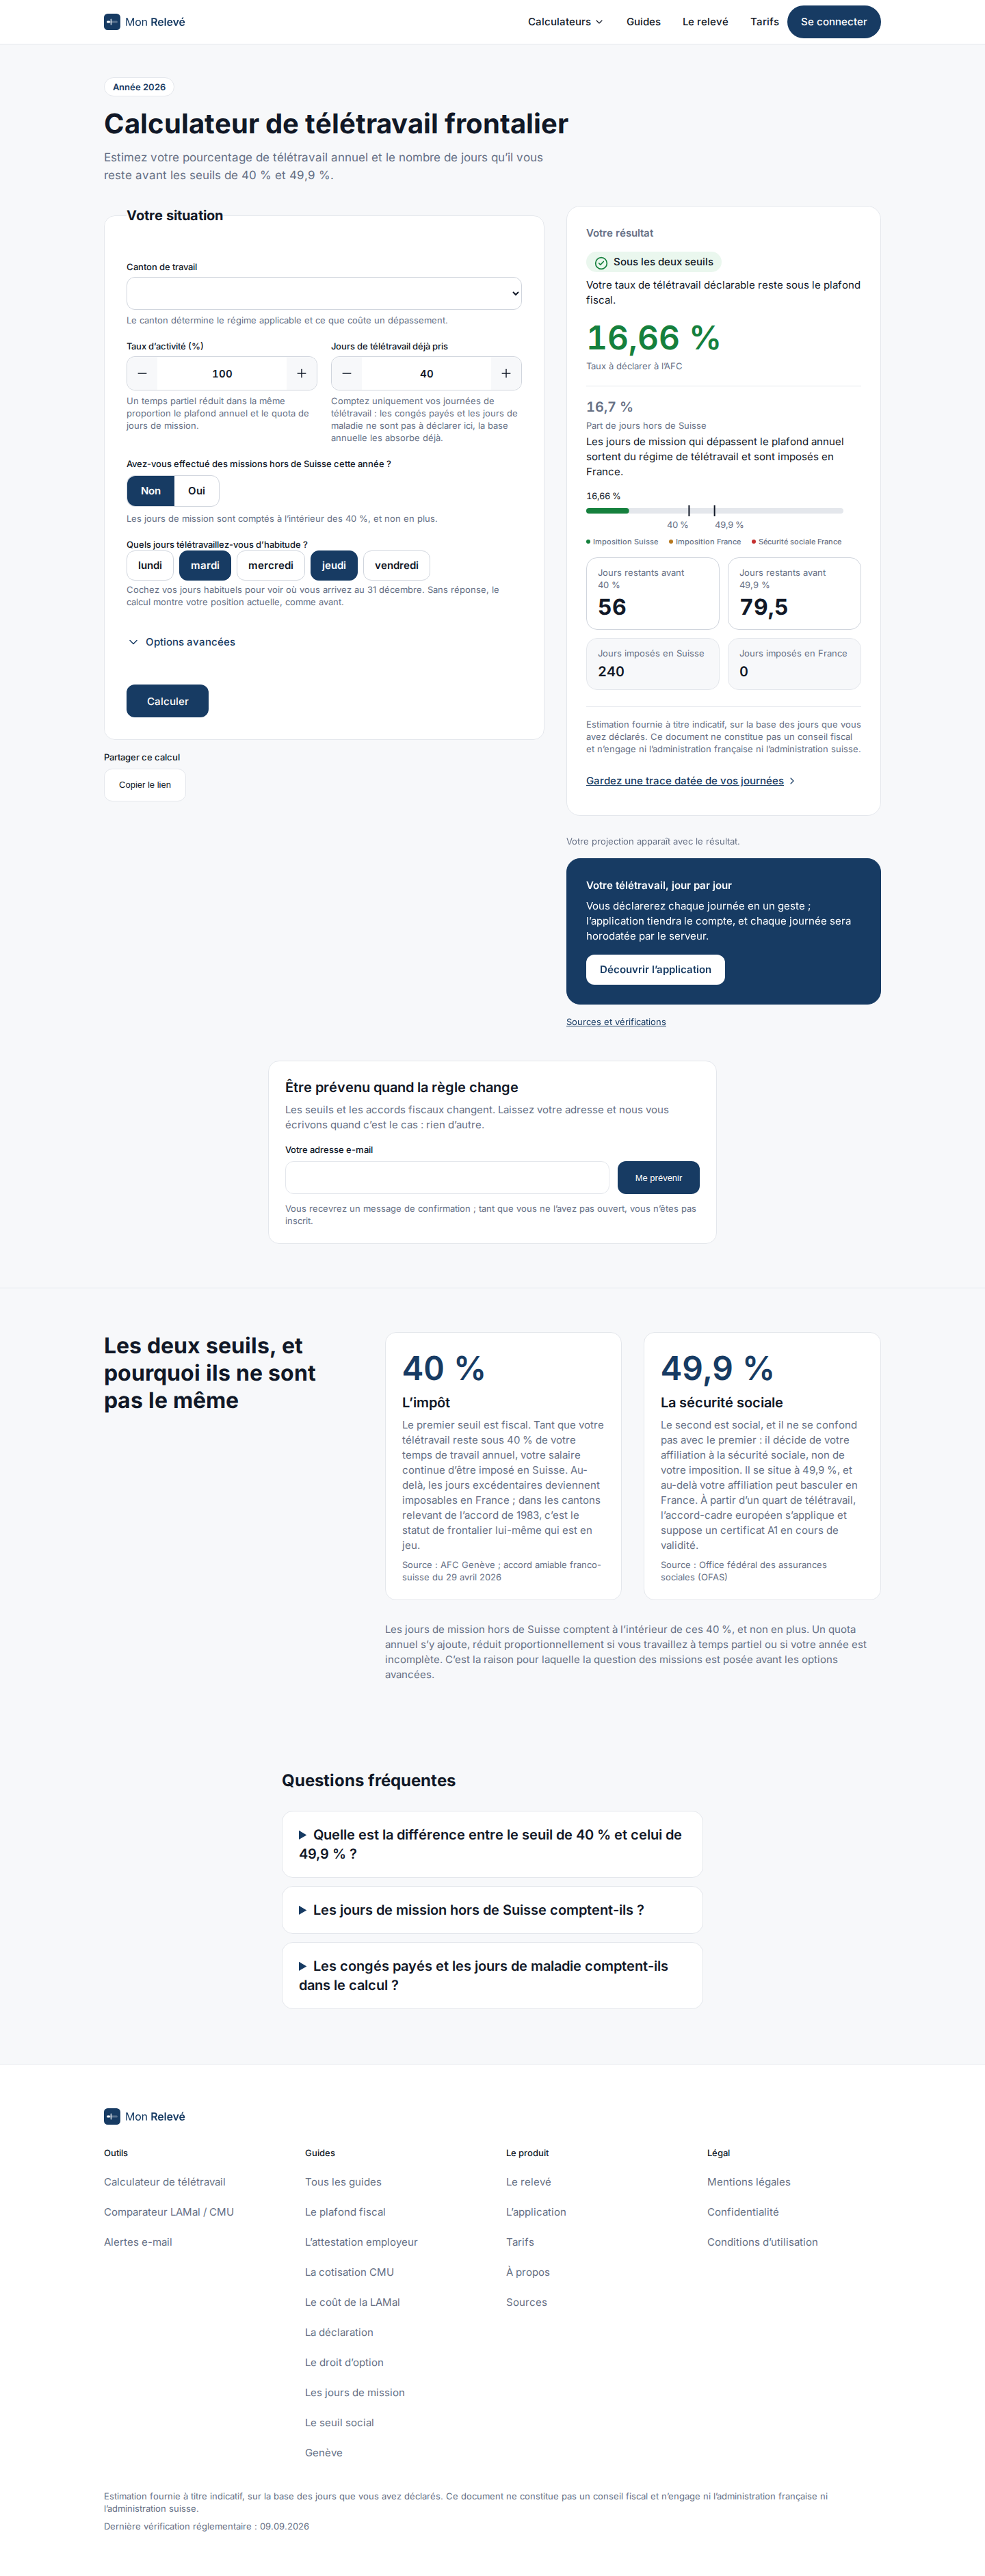 Mon Relevé
Calculateurs
Guides
Le relevé
Tarifs
Se connecter
Année 2026
Calculateur de télétravail frontalier
Estimez votre pourcentage de télétravail annuel et le nombre de jours qu’il vous
reste avant les seuils de 40 % et 49,9 %.
Votre situation
Canton de travail
Le canton détermine le régime applicable et ce que coûte un dépassement.
Taux d’activité (%)
− 100 +
Un temps partiel réduit dans la même
proportion le plafond annuel et le quota de
jours de mission.
Jours de télétravail déjà pris
− 40 +
Comptez uniquement vos journées de
télétravail : les congés payés et les jours de
maladie ne sont pas à déclarer ici, la base
annuelle les absorbe déjà.
Avez-vous effectué des missions hors de Suisse cette année ?
Non Oui
Les jours de mission sont comptés à l’intérieur des 40 %, et non en plus.
Quels jours télétravaillez-vous d’habitude ?
lundi mardi mercredi jeudi vendredi
Cochez vos jours habituels pour voir où vous arrivez au 31 décembre. Sans réponse, le
calcul montre votre position actuelle, comme avant.
Options avancées
Calculer
Partager ce calcul
Copier le lien
Votre résultat
Sous les deux seuils
Votre taux de télétravail déclarable reste sous le plafond
fiscal.
16,66 %
Taux à déclarer à l’AFC
16,7 %
Part de jours hors de Suisse
Les jours de mission qui dépassent le plafond annuel
sortent du régime de télétravail et sont imposés en
France.
16,66 %
40 % 49,9 %
Imposition Suisse Imposition France Sécurité sociale France
Jours restants avant
40 %
56
Jours restants avant
49,9 %
79,5
Jours imposés en Suisse
240
Jours imposés en France
0
Estimation fournie à titre indicatif, sur la base des jours que vous
avez déclarés. Ce document ne constitue pas un conseil fiscal
et n’engage ni l’administration française ni l’administration suisse.
Gardez une trace datée de vos journées
Votre projection apparaît avec le résultat.
Votre télétravail, jour par jour
Vous déclarerez chaque journée en un geste ;
l’application tiendra le compte, et chaque journée sera
horodatée par le serveur.
Découvrir l’application
Sources et vérifications
Être prévenu quand la règle change
Les seuils et les accords fiscaux changent. Laissez votre adresse et nous vous
écrivons quand c’est le cas : rien d’autre.
Votre adresse e-mail
Me prévenir
Vous recevrez un message de confirmation ; tant que vous ne l’avez pas ouvert, vous n’êtes pas
inscrit.
Les deux seuils, et
pourquoi ils ne sont
pas le même
40 %
L’impôt
Le premier seuil est fiscal. Tant que votre
télétravail reste sous 40 % de votre
temps de travail annuel, votre salaire
continue d’être imposé en Suisse. Au-
delà, les jours excédentaires deviennent
imposables en France ; dans les cantons
relevant de l’accord de 1983, c’est le
statut de frontalier lui-même qui est en
jeu.
Source : AFC Genève ; accord amiable franco-
suisse du 29 avril 2026
49,9 %
La sécurité sociale
Le second est social, et il ne se confond
pas avec le premier : il décide de votre
affiliation à la sécurité sociale, non de
votre imposition. Il se situe à 49,9 %, et
au-delà votre affiliation peut basculer en
France. À partir d’un quart de télétravail,
l’accord-cadre européen s’applique et
suppose un certificat A1 en cours de
validité.
Source : Office fédéral des assurances
sociales (OFAS)
Les jours de mission hors de Suisse comptent à l’intérieur de ces 40 %, et non en plus. Un quota
annuel s’y ajoute, réduit proportionnellement si vous travaillez à temps partiel ou si votre année est
incomplète. C’est la raison pour laquelle la question des missions est posée avant les options
avancées.
Questions fréquentes
Quelle est la différence entre le seuil de 40 % et celui de
49,9 % ?
Les jours de mission hors de Suisse comptent-ils ?
Les congés payés et les jours de maladie comptent-ils
dans le calcul ?
Mon Relevé
Outils
Calculateur de télétravail
Comparateur LAMal / CMU
Alertes e-mail
Guides
Tous les guides
Le plafond fiscal
L’attestation employeur
La cotisation CMU
Le coût de la LAMal
La déclaration
Le droit d’option
Les jours de mission
Le seuil social
Genève
Le produit
Le relevé
L’application
Tarifs
À propos
Sources
Légal
Mentions légales
Confidentialité
Conditions d’utilisation
Estimation fournie à titre indicatif, sur la base des jours que vous avez déclarés. Ce document ne constitue pas un conseil fiscal et n’engage ni l’administration française ni
l’administration suisse.
Dernière vérification réglementaire : 09.09.2026